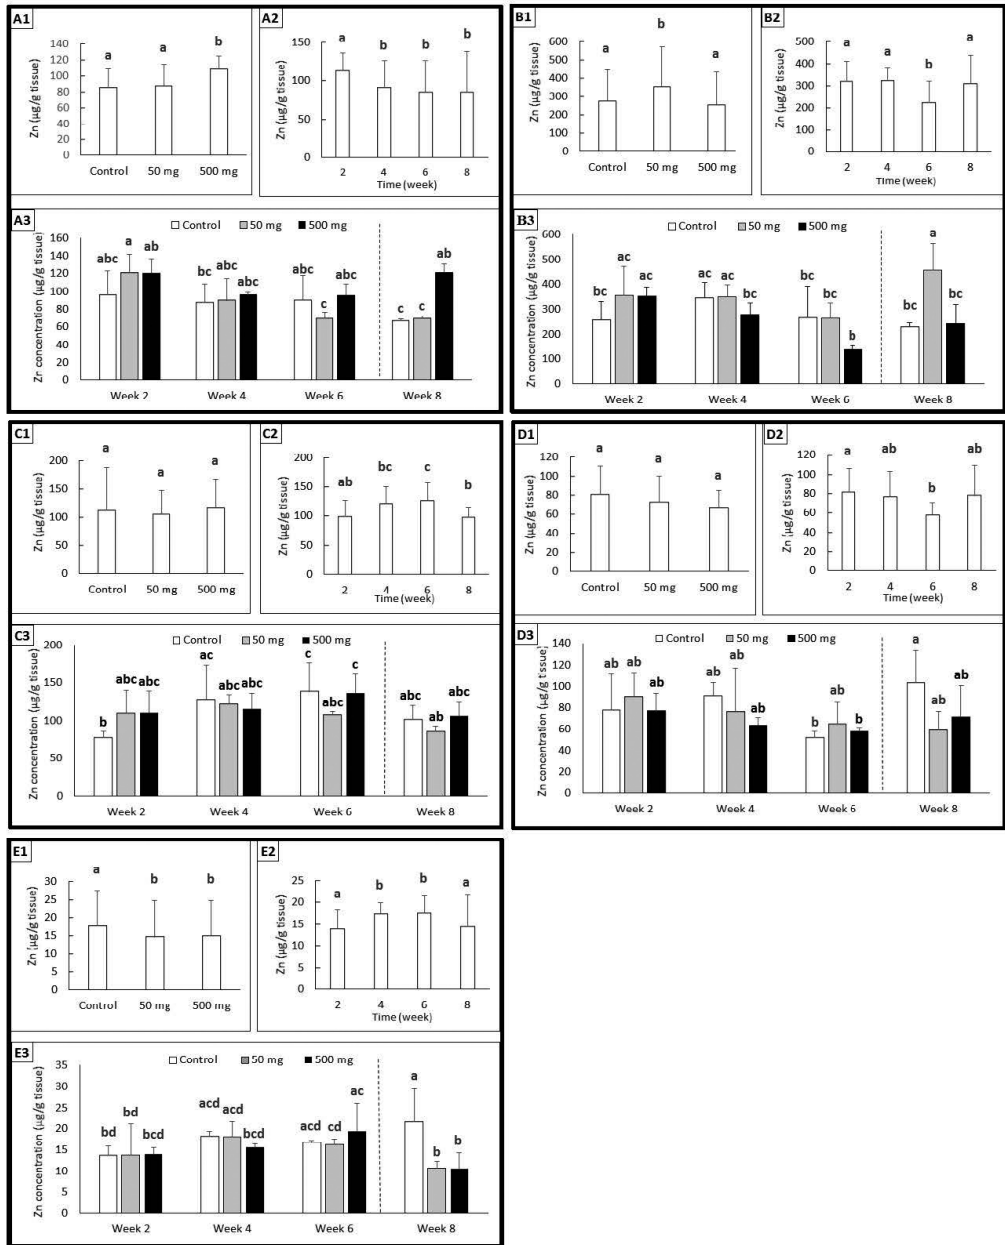 A1
Zn (µg/g tissue)
140
120
100
80
60
40
20
0
a a b
Control 50 mg 500 mg
A2
Zn (µg/g tissue)
150
100
50
0
a b b b
2 4 6 8
Time (week)
A3
Control 50 mg 500 mg
Zn concentration (µg/g tissue)
160
140
120
100
80
60
40
20
0
abc a ab bc abc abc abc c abc c c ab
Week 2 Week 4 Week 6 Week 8
B1
Zn (µg/g tissue)
600
500
400
300
200
100
0
a b a
Control 50 mg 500 mg
B2
Zn (µg/g tissue)
500
400
300
200
100
0
a a b a
2 4 6 8
Time (week)
B3
Control 50 mg 500 mg
Zn concentration (µg/g tissue)
600
500
400
300
200
100
0
bc ac ac ac ac bc bc bc b bc a bc
Week 2 Week 4 Week 6 Week 8
C1
Zn (µg/g tissue)
200
150
100
50
0
a a a
Control 50 mg 500 mg
C2
Zn (µg/g tissue)
200
150
100
50
0
ab bc c b
2 4 6 8
Time (week)
C3
Control 50 mg 500 mg
Zn concentration (µg/g tissue)
200
150
100
50
0
b abc abc ac abc abc c abc c abc ab abc
Week 2 Week 4 Week 6 Week 8
D1
Zn (µg/g tissue)
120
100
80
60
40
20
0
a a a
Control 50 mg 500 mg
D2
Zn (µg/g tissue)
120
100
80
60
40
20
0
a ab b ab
2 4 6 8
Time (week)
D3
Control 50 mg 500 mg
Zn concentration (µg/g tissue)
140
120
100
80
60
40
20
0
ab ab ab ab ab ab b ab b a ab ab
Week 2 Week 4 Week 6 Week 8
E1
Zn (µg/g tissue)
30
25
20
15
10
5
0
a b b
Control 50 mg 500 mg
E2
Zn (µg/g tissue)
25
20
15
10
5
0
a b b a
2 4 6 8
Time (week)
E3
Control 50 mg 500 mg
Zn concentration (µg/g tissue)
35
30
25
20
15
10
5
0
bd bd bcd acd acd bcd acd cd ac a b b
Week 2 Week 4 Week 6 Week 8